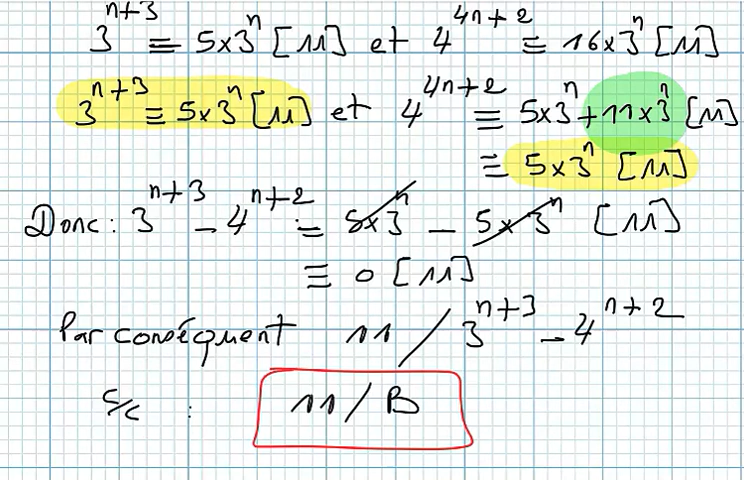 3^{n+3} ≡ 5×3^n [11] et 4^{4n+2} ≡ 16×3^n [11]
3^{n+3} ≡ 5×3^n [11] et 4^{4n+2} ≡ 5×3^n + 11×3^n [11]
≡ 5×3^n [11]
Donc : 3^{n+3} - 4^{n+2} ≡ 5×3^n - 5×3^n [11]
≡ 0 [11]
Par conséquent 11 / 3^{n+3} - 4^{n+2}
c/c : 11 / B